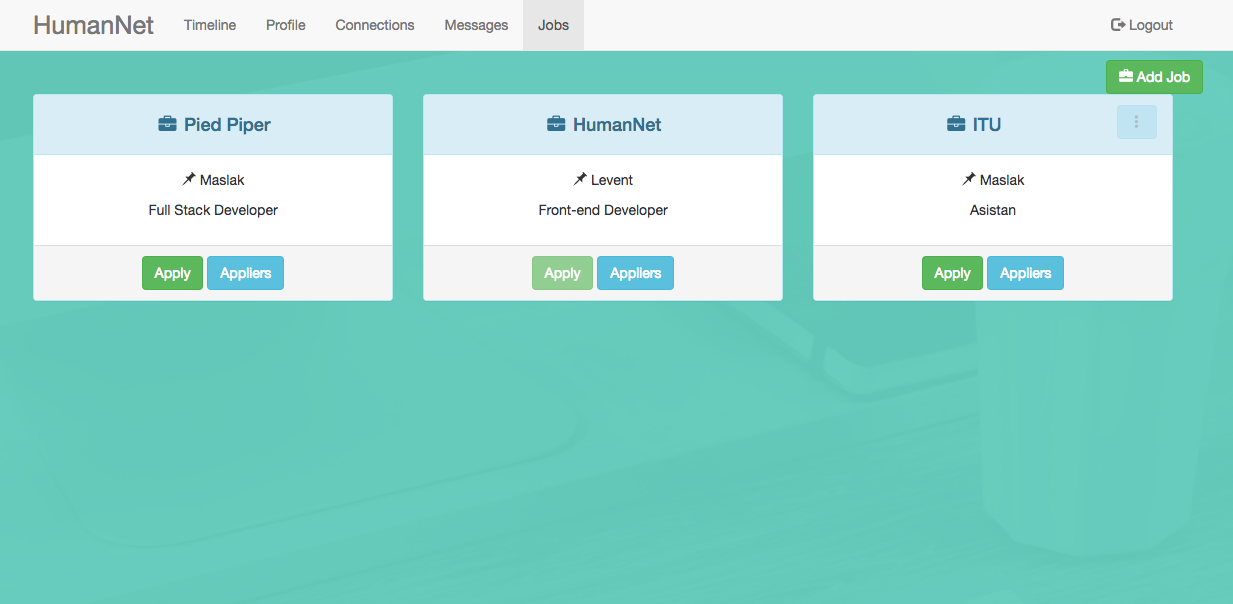 HumanNet Timeline Profile Connections Messages Jobs Logout
Add Job
Pied Piper
Maslak
Full Stack Developer
Apply Appliers
HumanNet
Levent
Front-end Developer
Apply Appliers
ITU
Maslak
Asistan
Apply Appliers